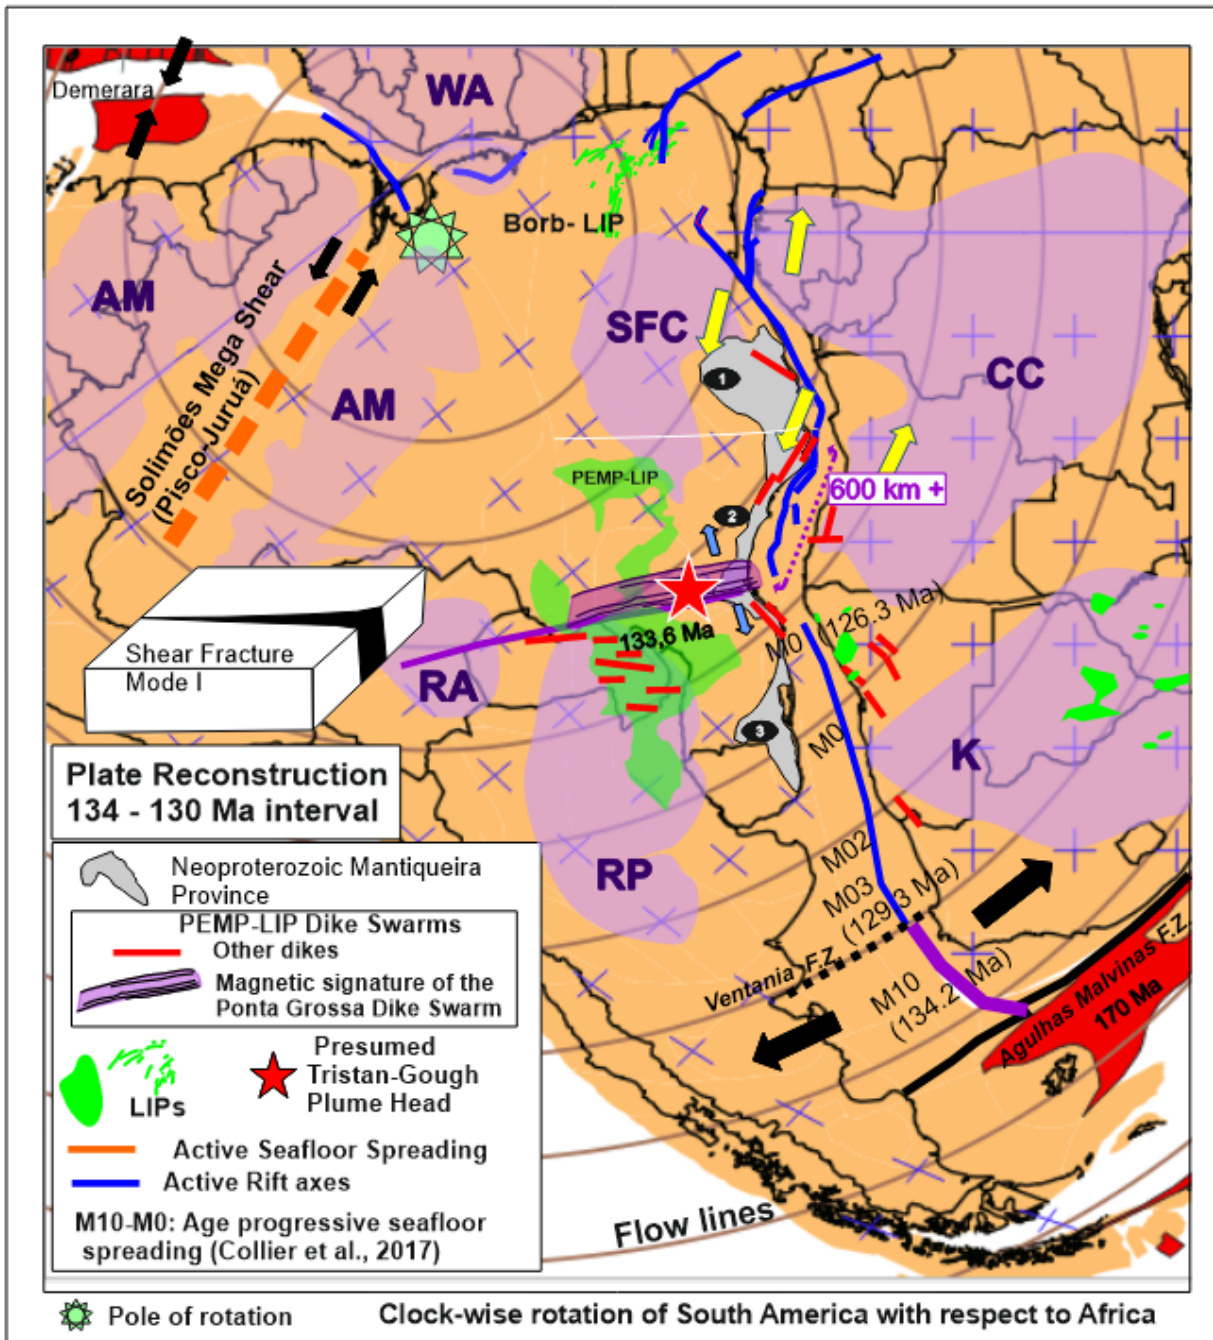 Demerara
WA
Borb- LIP
AM
SFC
Solimões Mega Shear
(Pisco-Juruá)
AM
CC
1
PEMP-LIP
600 km +
2
133,6 Ma
M0 (126.3 Ma)
Shear Fracture
Mode I
RA
3
M0
K
Plate Reconstruction
134 - 130 Ma interval
M02
M03
(129.3 Ma)
RP
Ventania F.Z.
M10
(134.2 Ma)
Agulhas Malvinas F.Z.
170 Ma
Neoproterozoic Mantiqueira
Province
PEMP-LIP Dike Swarms
Other dikes
Magnetic signature of the
Ponta Grossa Dike Swarm
LIPs
Presumed
Tristan-Gough
Plume Head
Active Seafloor Spreading
Active Rift axes
M10-M0: Age progressive seafloor
spreading (Collier et al., 2017)
Flow lines
Pole of rotation
Clock-wise rotation of South America with respect to Africa